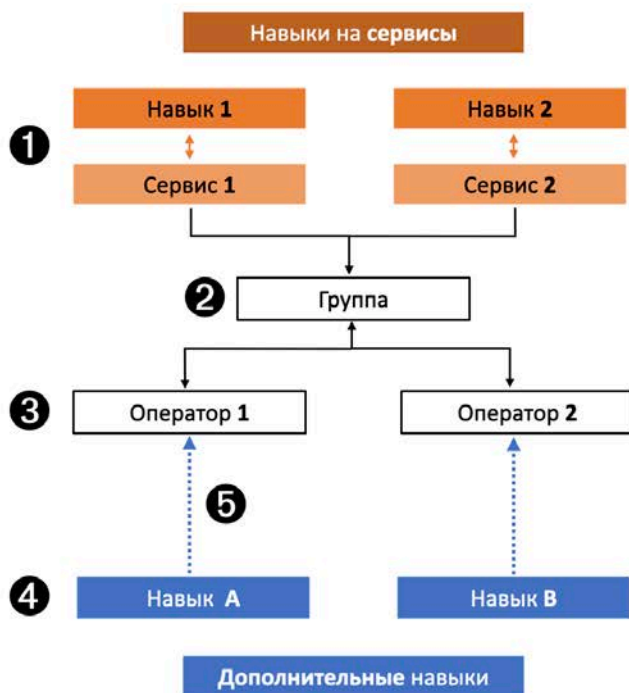 Навыки на сервисы
Навык 1
Навык 2
1
Сервис 1
Сервис 2
2
Группа
3
Оператор 1
Оператор 2
5
4
Навык A
Навык B
Дополнительные навыки